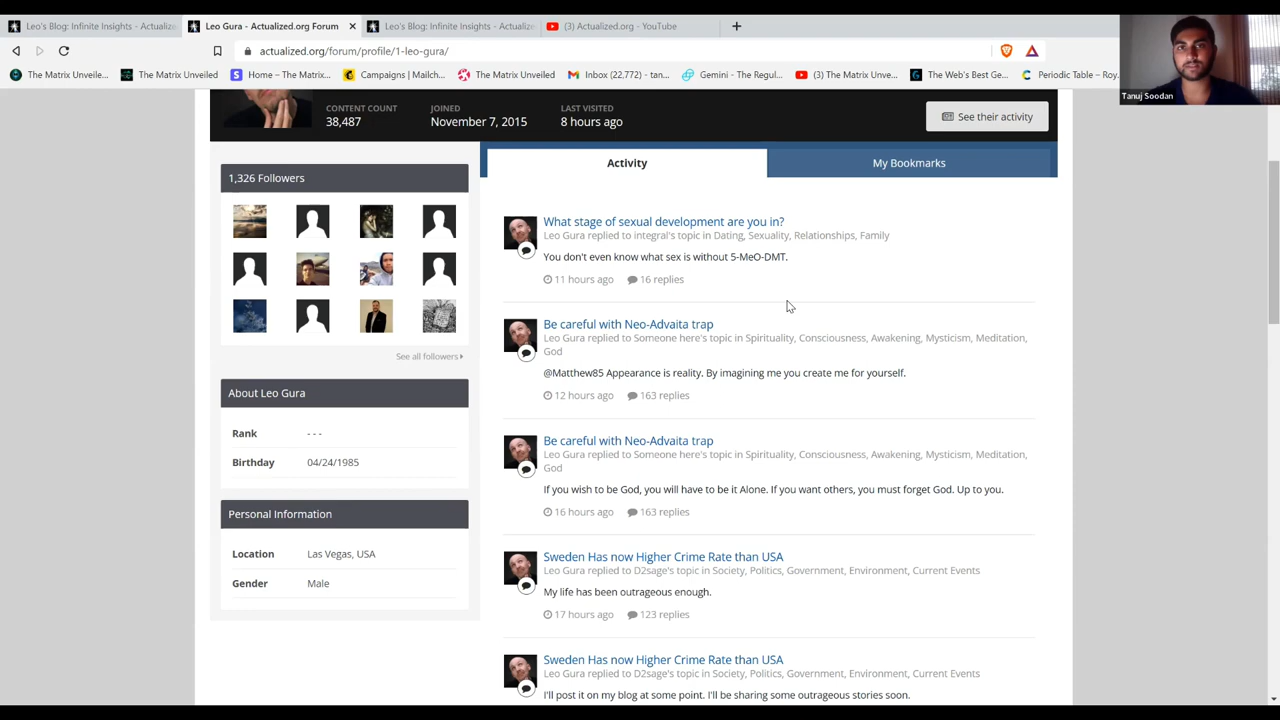 Leo's Blog: Infinite Insights - Actualize
Leo Gura - Actualized.org Forum
Leo's Blog: Infinite Insights - Actualize
(3) Actualized.org - YouTube
actualized.org/forum/profile/1-leo-gura/
The Matrix Unveile...
The Matrix Unveiled
Home – The Matrix...
Campaigns | Mailch...
The Matrix Unveiled
Inbox (22,772) - tan...
Gemini - The Regul...
(3) The Matrix Unve...
The Web's Best Ge...
Periodic Table – Roy...
Tanuj Soodan
CONTENT COUNT
38,487
JOINED
November 7, 2015
LAST VISITED
8 hours ago
See their activity
1,326 Followers
See all followers
About Leo Gura
Rank - - -
Birthday 04/24/1985
Personal Information
Location Las Vegas, USA
Gender Male
Activity
My Bookmarks
What stage of sexual development are you in?
Leo Gura replied to integral's topic in Dating, Sexuality, Relationships, Family
You don't even know what sex is without 5-MeO-DMT.
11 hours ago 16 replies
Be careful with Neo-Advaita trap
Leo Gura replied to Someone here's topic in Spirituality, Consciousness, Awakening, Mysticism, Meditation,
God
@Matthew85 Appearance is reality. By imagining me you create me for yourself.
12 hours ago 163 replies
Be careful with Neo-Advaita trap
Leo Gura replied to Someone here's topic in Spirituality, Consciousness, Awakening, Mysticism, Meditation,
God
If you wish to be God, you will have to be it Alone. If you want others, you must forget God. Up to you.
16 hours ago 163 replies
Sweden Has now Higher Crime Rate than USA
Leo Gura replied to D2sage's topic in Society, Politics, Government, Environment, Current Events
My life has been outrageous enough.
17 hours ago 123 replies
Sweden Has now Higher Crime Rate than USA
Leo Gura replied to D2sage's topic in Society, Politics, Government, Environment, Current Events
I'll post it on my blog at some point. I'll be sharing some outrageous stories soon.